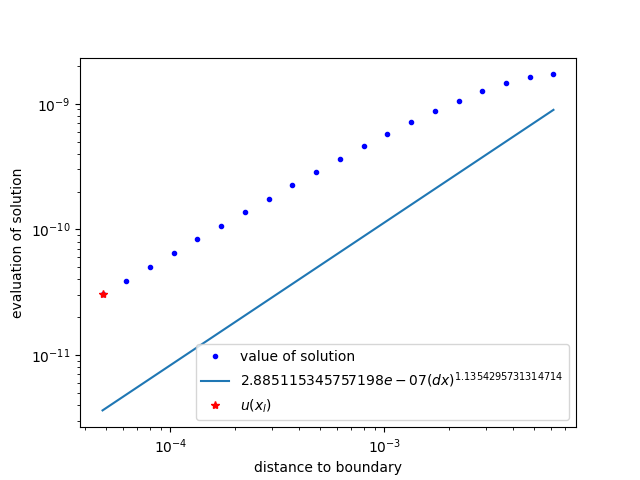 10⁻⁹
10⁻¹⁰
10⁻¹¹
evaluation of solution
value of solution
2.885115345757198e − 07(dx)^1.1354295731314714
u(x_I)
10⁻⁴
10⁻³
distance to boundary